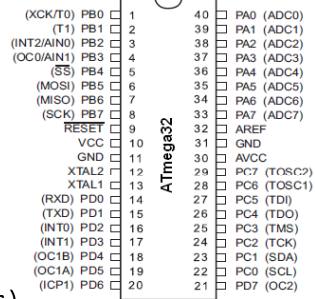 (XCK/T0) PB0 1 40 PA0 (ADC0)
(T1) PB1 2 39 PA1 (ADC1)
(INT2/AIN0) PB2 3 38 PA2 (ADC2)
(OC0/AIN1) PB3 4 37 PA3 (ADC3)
(SS) PB4 5 36 PA4 (ADC4)
(MOSI) PB5 6 35 PA5 (ADC5)
(MISO) PB6 7 34 PA6 (ADC6)
(SCK) PB7 8 33 PA7 (ADC7)
RESET 9 32 AREF
VCC 10 31 GND
GND 11 30 AVCC
XTAL2 12 29 PC7 (TOSC2)
XTAL1 13 28 PC6 (TOSC1)
(RXD) PD0 14 27 PC5 (TDI)
(TXD) PD1 15 26 PC4 (TDO)
(INT0) PD2 16 25 PC3 (TMS)
(INT1) PD3 17 24 PC2 (TCK)
(OC1B) PD4 18 23 PC1 (SDA)
(OC1A) PD5 19 22 PC0 (SCL)
(ICP1) PD6 20 21 PD7 (OC2)
ATmega32